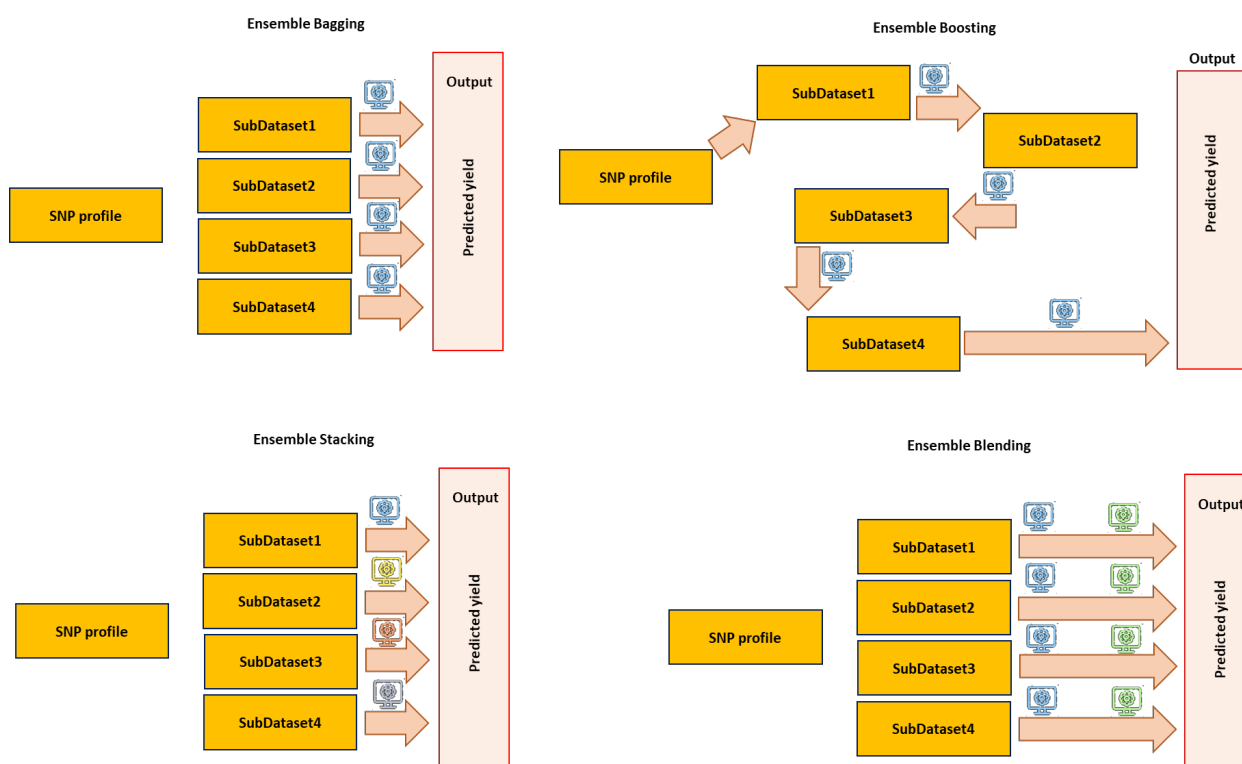 Ensemble Bagging
Output
SubDataset1
SubDataset2
SubDataset3
SubDataset4
SNP profile
Predicted yield
Ensemble Boosting
Output
SubDataset1
SubDataset2
SNP profile
SubDataset3
SubDataset4
Predicted yield
Ensemble Stacking
Output
SubDataset1
SubDataset2
SNP profile
SubDataset3
SubDataset4
Predicted yield
Ensemble Blending
Output
SubDataset1
SubDataset2
SNP profile
SubDataset3
SubDataset4
Predicted yield